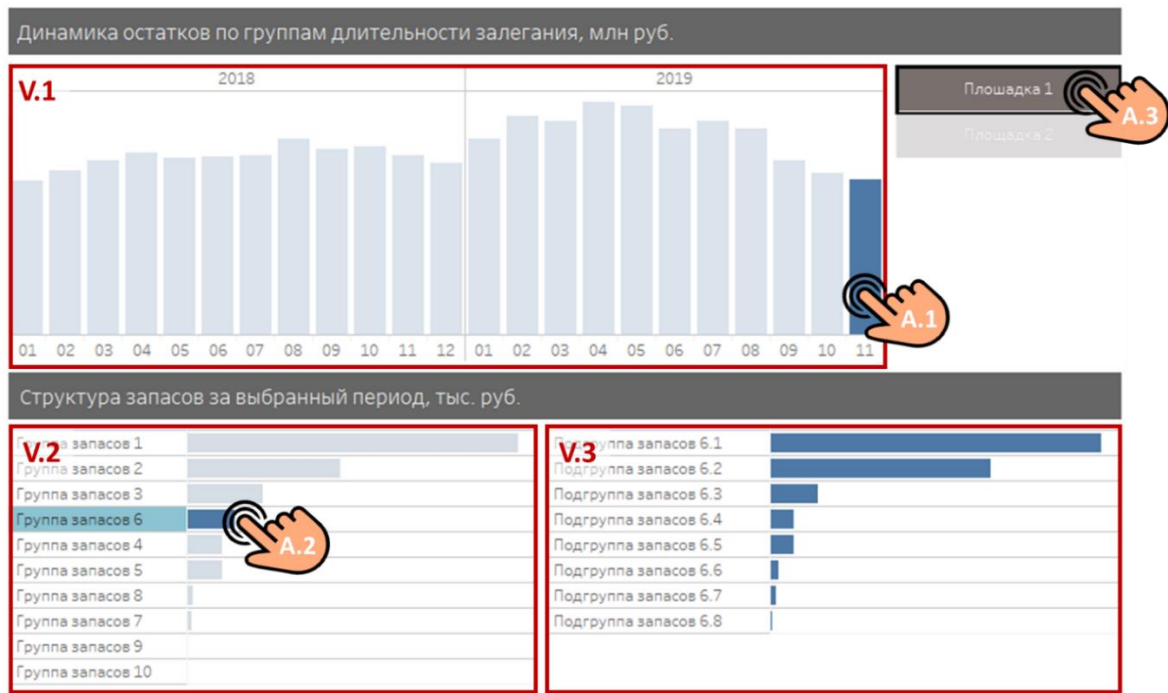 Динамика остатков по группам длительности залегания, млн руб.
V.1
2018
2019
01 02 03 04 05 06 07 08 09 10 11 12 01 02 03 04 05 06 07 08 09 10 11
A.1
Плошадка 1
A.3
Площадка 2
Структура запасов за выбранный период, тыс. руб.
V.2
Группа запасов 1
Группа запасов 2
Группа запасов 3
Группа запасов 6
Группа запасов 4
Группа запасов 5
Группа запасов 8
Группа запасов 7
Группа запасов 9
Группа запасов 10
A.2
V.3
Подгруппа запасов 6.1
Подгруппа запасов 6.2
Подгруппа запасов 6.3
Подгруппа запасов 6.4
Подгруппа запасов 6.5
Подгруппа запасов 6.6
Подгруппа запасов 6.7
Подгруппа запасов 6.8